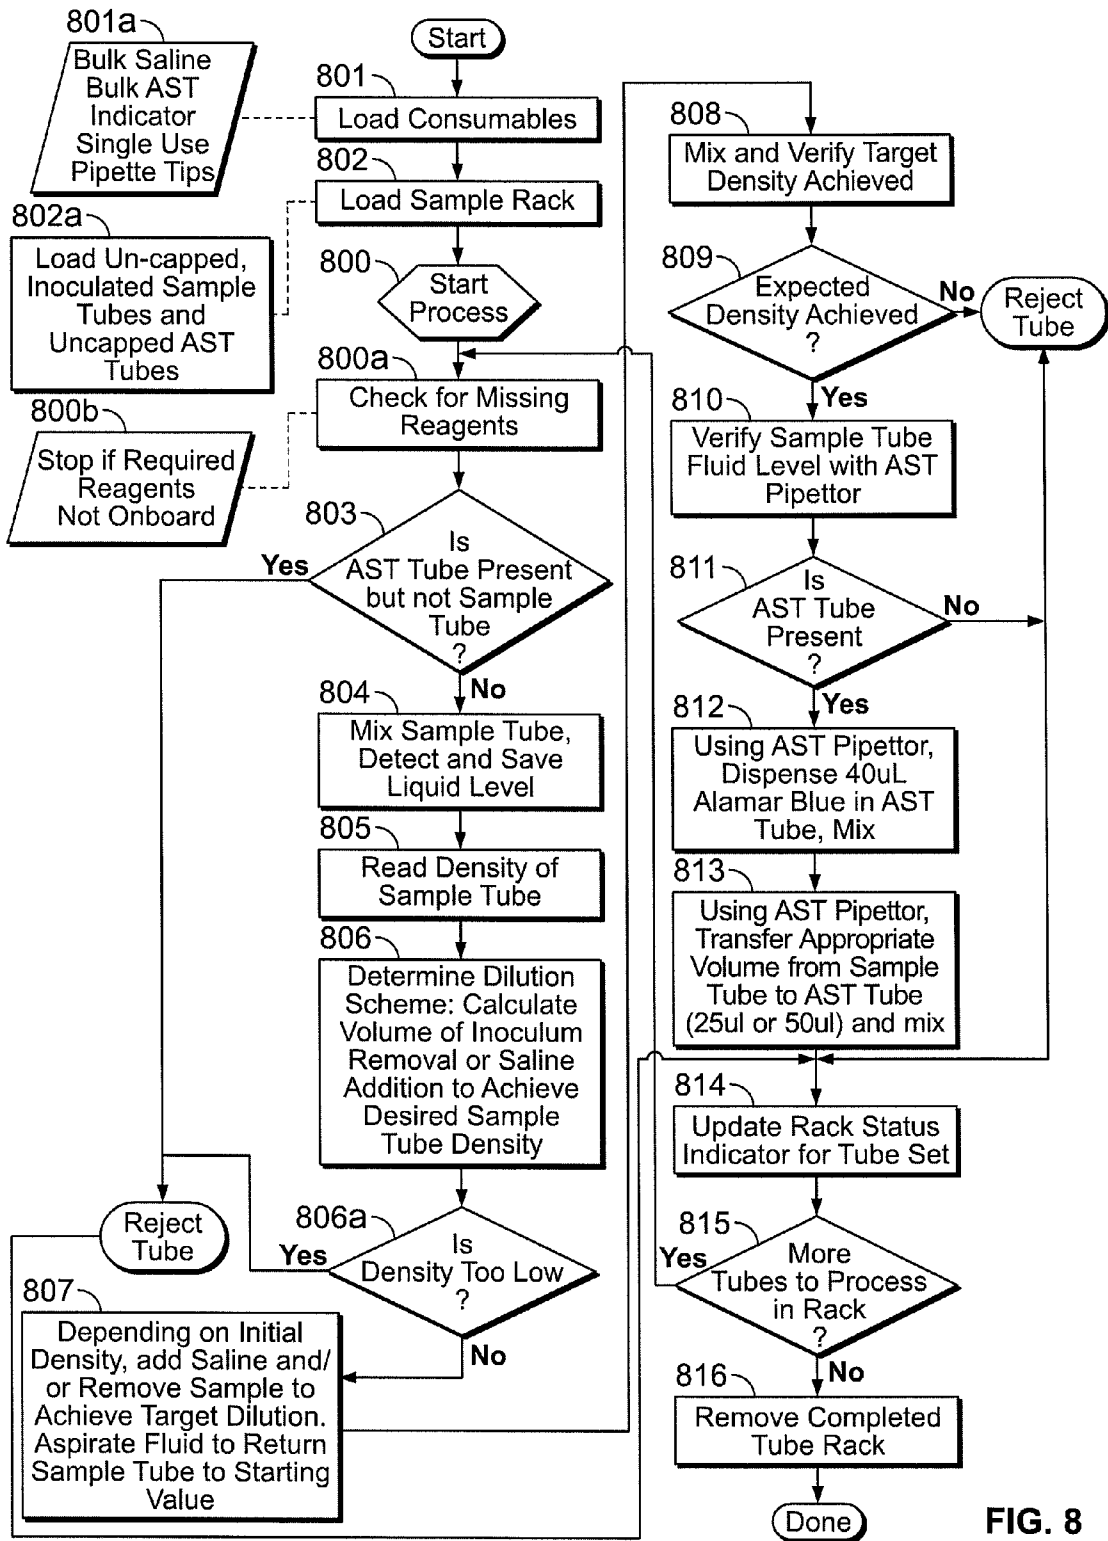 801a
Bulk Saline
Bulk AST
Indicator
Single Use
Pipette Tips
Start
801
Load Consumables
802
Load Sample Rack
802a
Load Un-capped,
Inoculated Sample
Tubes and
Uncapped AST
Tubes
800
Start
Process
800a
Check for Missing
Reagents
800b
Stop if Required
Reagents
Not Onboard
803
Is
AST Tube Present
but not Sample
Tube
?
Yes
No
804
Mix Sample Tube,
Detect and Save
Liquid Level
805
Read Density of
Sample Tube
806
Determine Dilution
Scheme: Calculate
Volume of Inoculum
Removal or Saline
Addition to Achieve
Desired Sample
Tube Density
806a
Is
Density Too Low
?
Yes
No
Reject
Tube
807
Depending on Initial
Density, add Saline and/
or Remove Sample to
Achieve Target Dilution.
Aspirate Fluid to Return
Sample Tube to Starting
Value
808
Mix and Verify Target
Density Achieved
809
Expected
Density Achieved
?
No
Reject
Tube
Yes
810
Verify Sample Tube
Fluid Level with AST
Pipettor
811
Is
AST Tube
Present
?
No
Yes
812
Using AST Pipettor,
Dispense 40uL
Alamar Blue in AST
Tube, Mix
813
Using AST Pipettor,
Transfer Appropriate
Volume from Sample
Tube to AST Tube
(25ul or 50ul) and mix
814
Update Rack Status
Indicator for Tube Set
815
More
Tubes to Process
in Rack
?
Yes
No
816
Remove Completed
Tube Rack
Done
FIG. 8